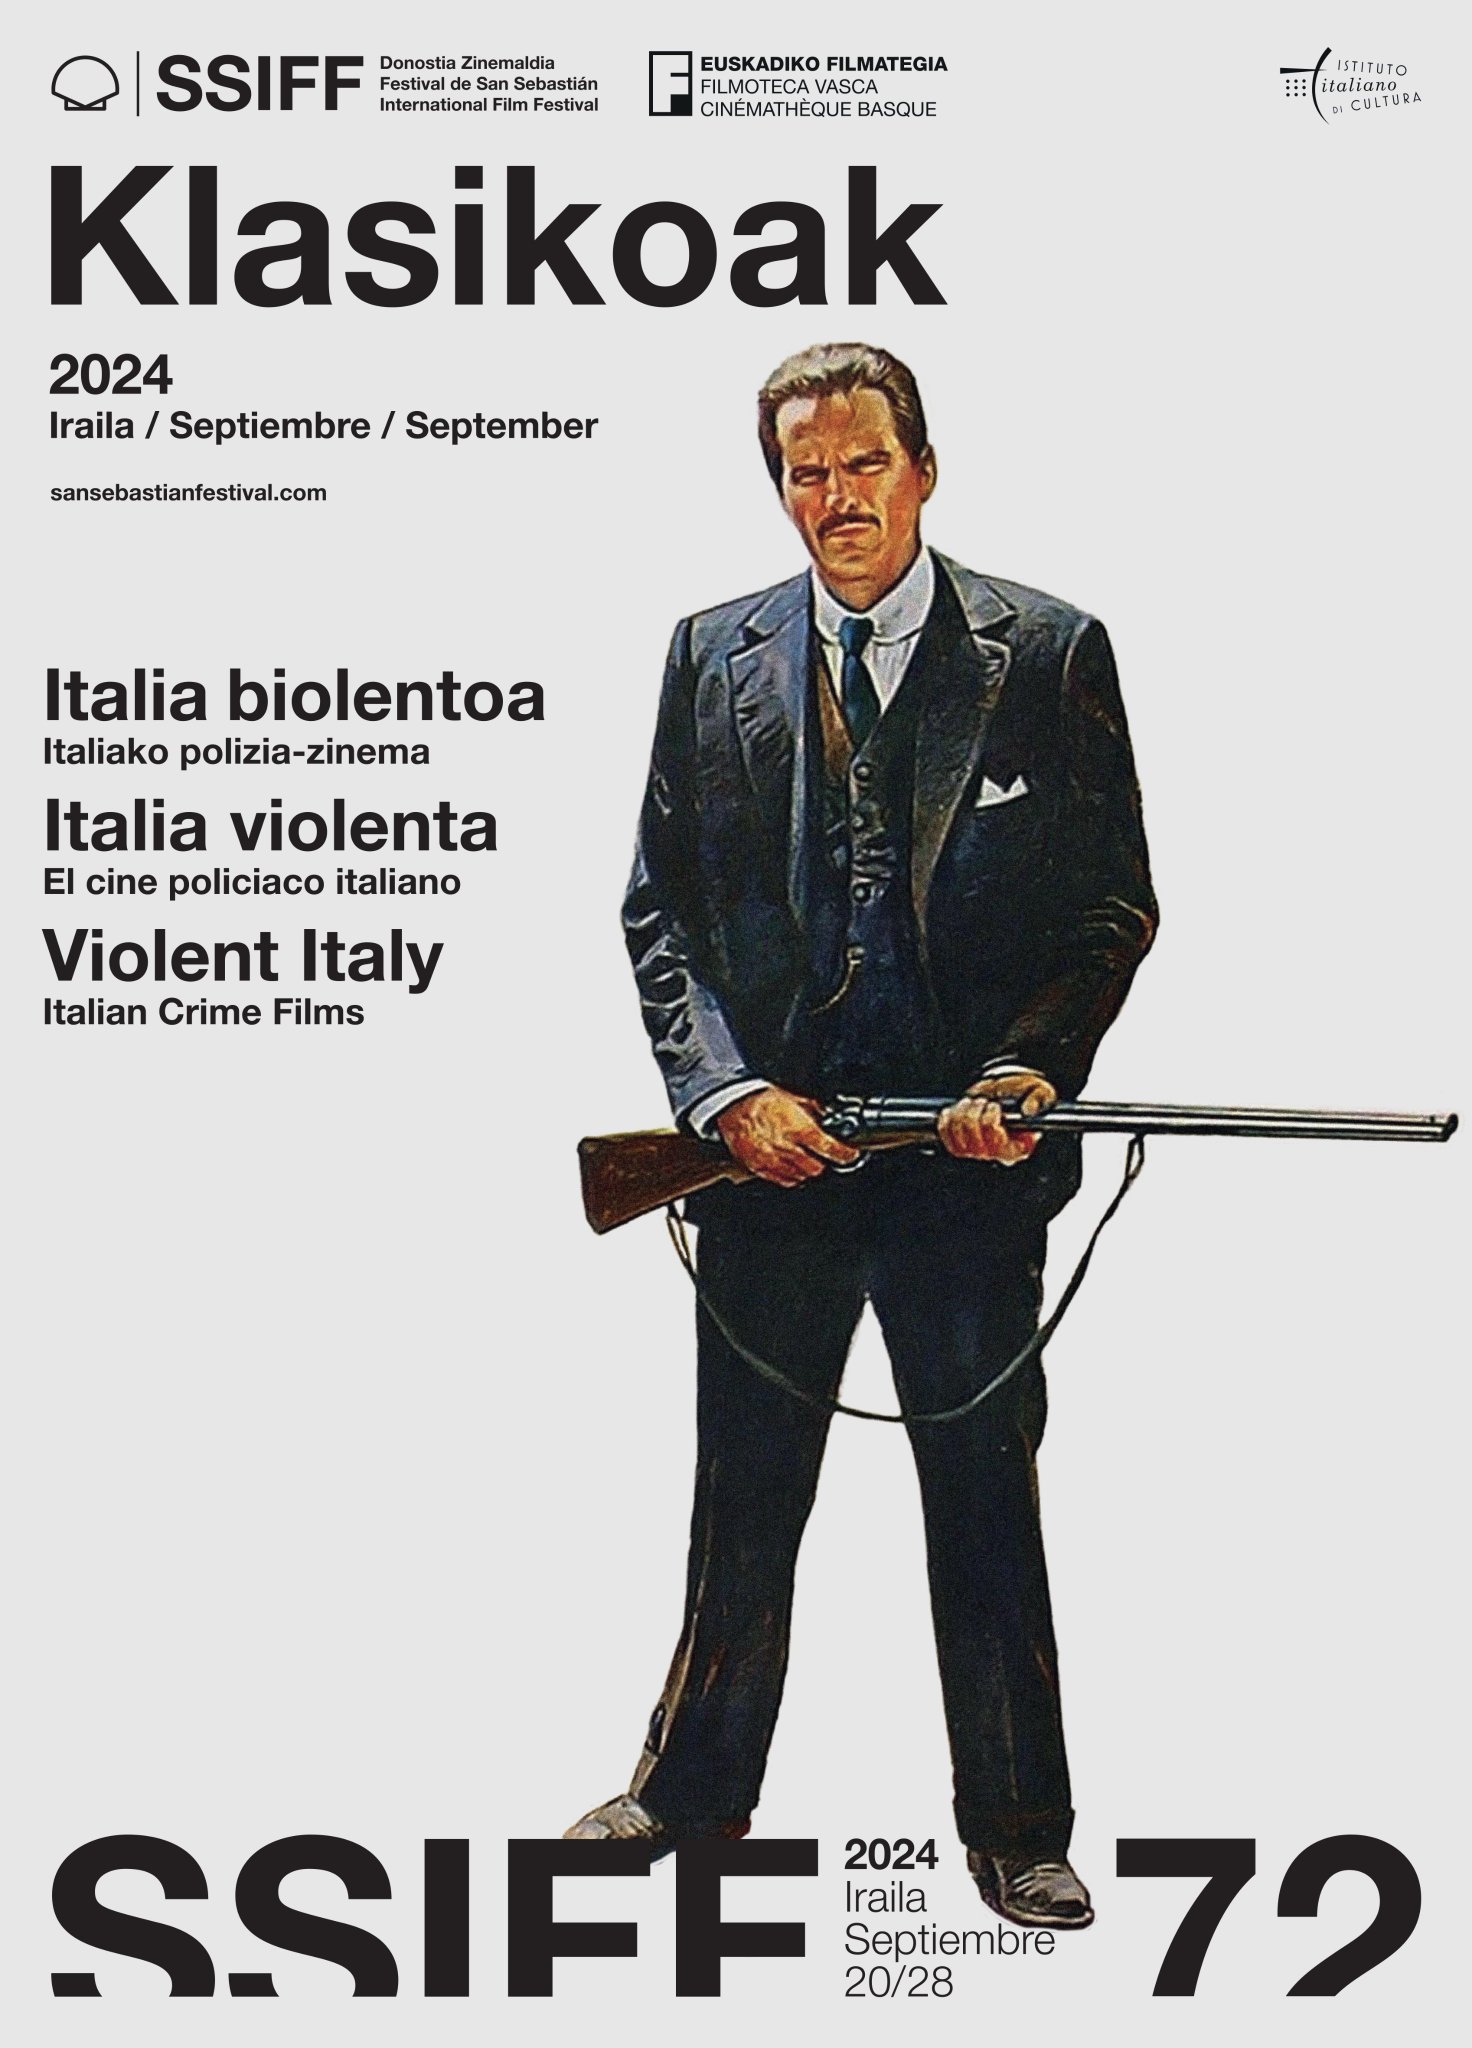 SSIFF
Donostia Zinemaldia
Festival de San Sebastián
International Film Festival
EUSKADIKO FILMATEGIA
FILMOTECA VASCA
CINÉMATHÈQUE BASQUE
ISTITUTO
italiano
DI CULTURA
Klasikoak
2024
Iraila / Septiembre / September
sansebastianfestival.com
Italia biolentoa
Italiako polizia-zinema
Italia violenta
El cine policiaco italiano
Violent Italy
Italian Crime Films
SSIFF
2024
Iraila
Septiembre
20/28
72